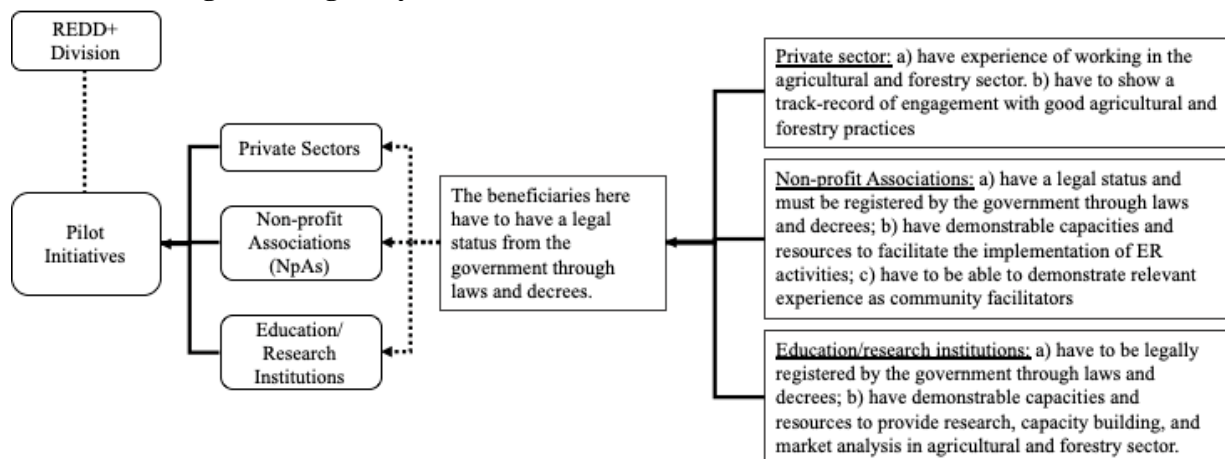 REDD+
Division
Pilot
Initiatives
Private Sectors
Non-profit
Associations
(NpAs)
Education/
Research
Institutions
The beneficiaries here
have to have a legal
status from the
government through
laws and decrees.
Private sector: a) have experience of working in the
agricultural and forestry sector. b) have to show a
track-record of engagement with good agricultural and
forestry practices
Non-profit Associations: a) have a legal status and
must be registered by the government through laws
and decrees; b) have demonstrable capacities and
resources to facilitate the implementation of ER
activities; c) have to be able to demonstrate relevant
experience as community facilitators
Education/research institutions: a) have to be legally
registered by the government through laws and
decrees; b) have demonstrable capacities and
resources to provide research, capacity building, and
market analysis in agricultural and forestry sector.